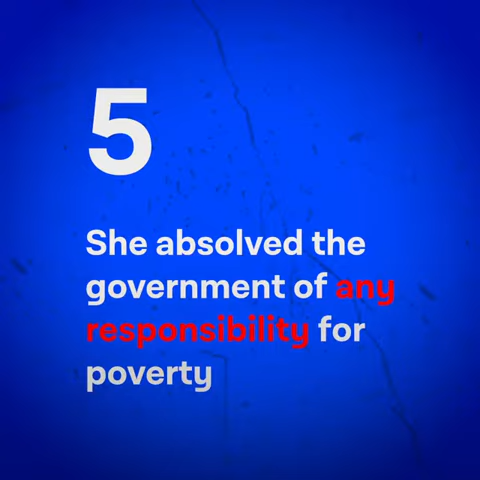 5
She absolved the
government of any
responsibility for
poverty